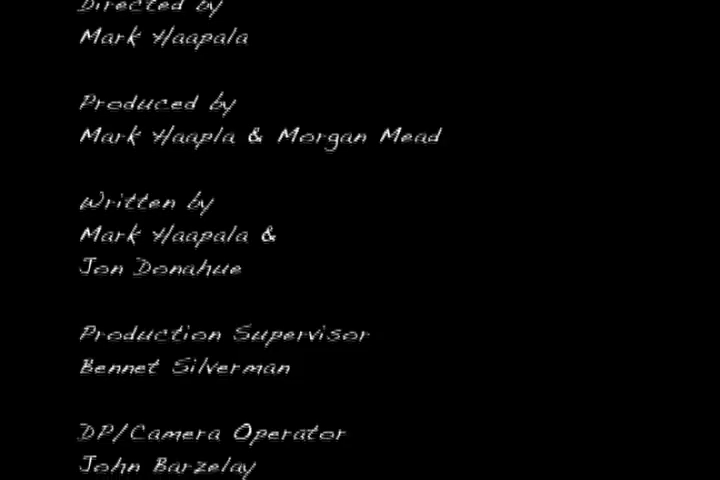 Directed by
Mark Haapala
Produced by
Mark Haapla & Morgan Mead
Written by
Mark Haapala &
Jon Donahue
Production Supervisor
Bennet Silverman
DP/Camera Operator
John Barzelay